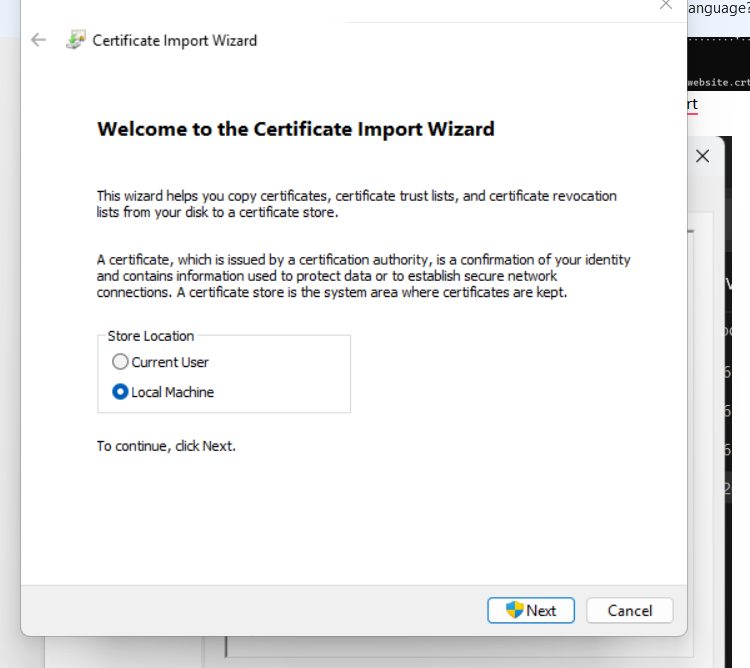 anguage?
Certificate Import Wizard
website.crt
rt
Welcome to the Certificate Import Wizard
This wizard helps you copy certificates, certificate trust lists, and certificate revocation
lists from your disk to a certificate store.
A certificate, which is issued by a certification authority, is a confirmation of your identity
and contains information used to protect data or to establish secure network
connections. A certificate store is the system area where certificates are kept.
Store Location
Current User
Local Machine
To continue, click Next.
Next
Cancel